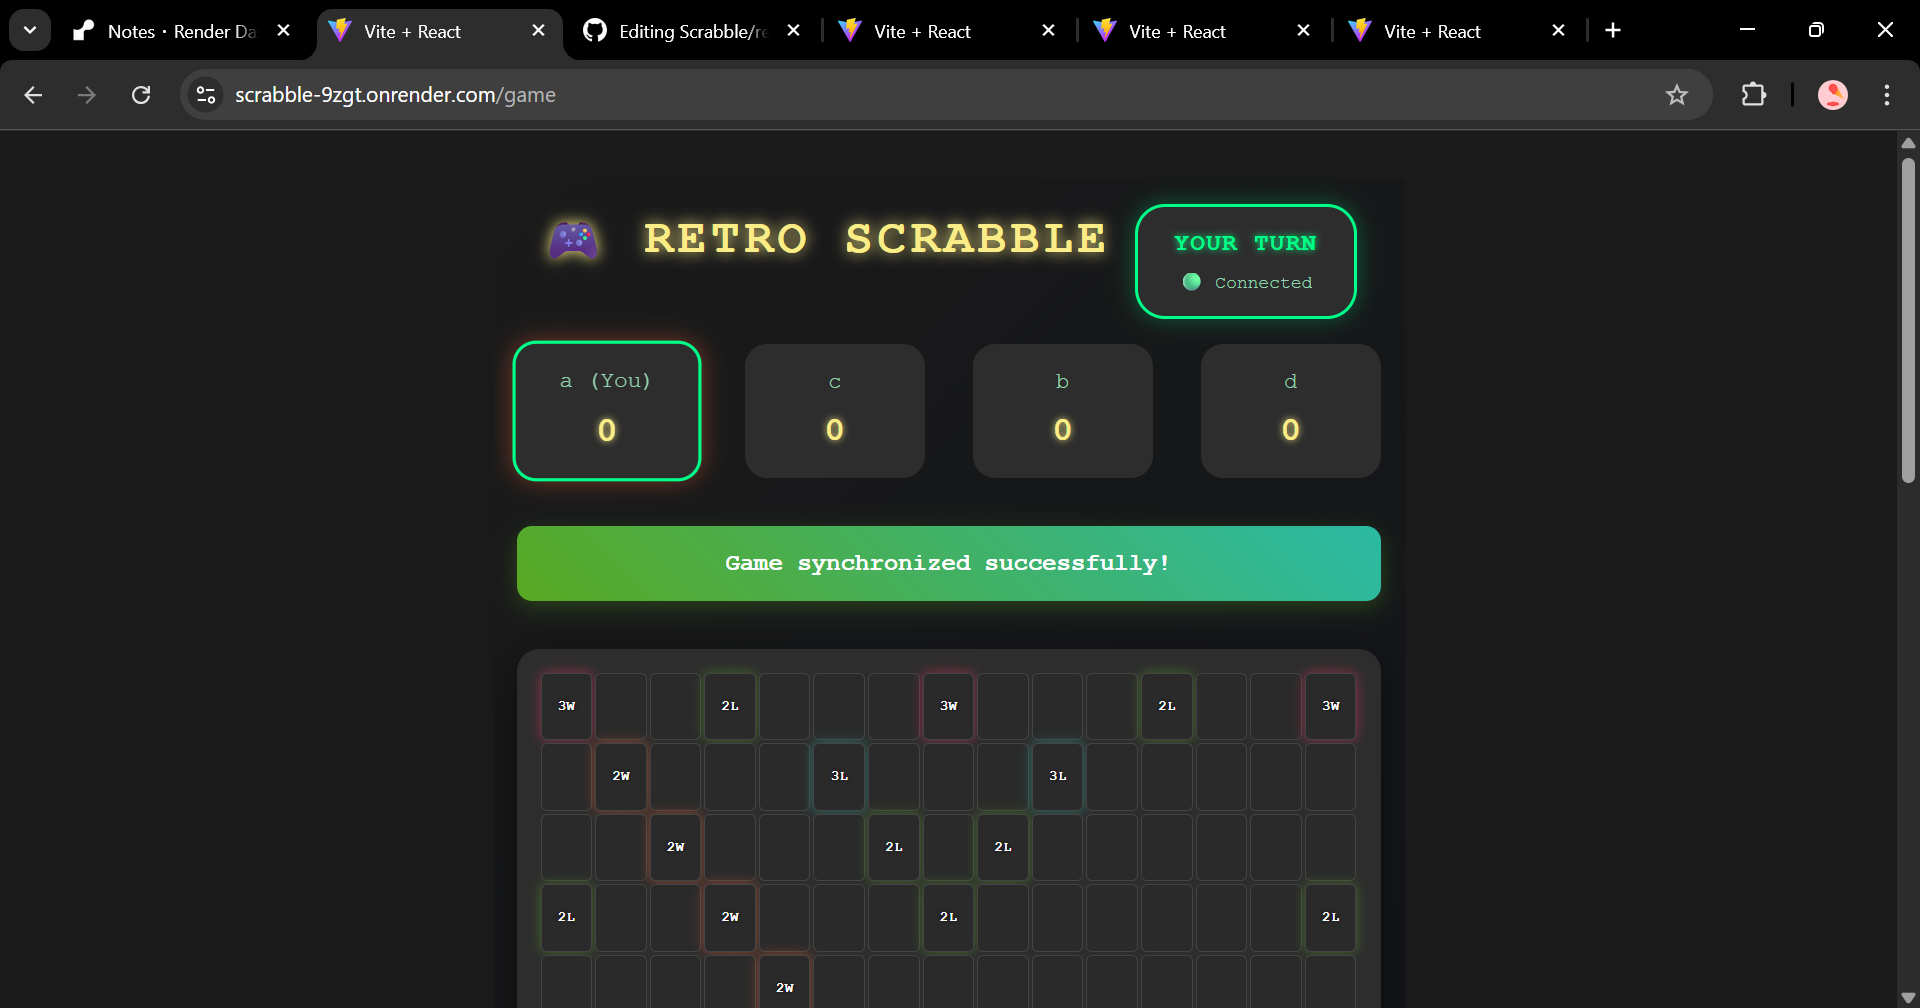 Notes · Render Da
Vite + React
Editing Scrabble/re
Vite + React
Vite + React
Vite + React
scrabble-9zgt.onrender.com/game
RETRO SCRABBLE
YOUR TURN
Connected
a (You)
0
c
0
b
0
d
0
Game synchronized successfully!
3W 2L 3W 2L 3W
2W 3L 3L
2W 2L 2L
2L 2W 2L 2L
2W